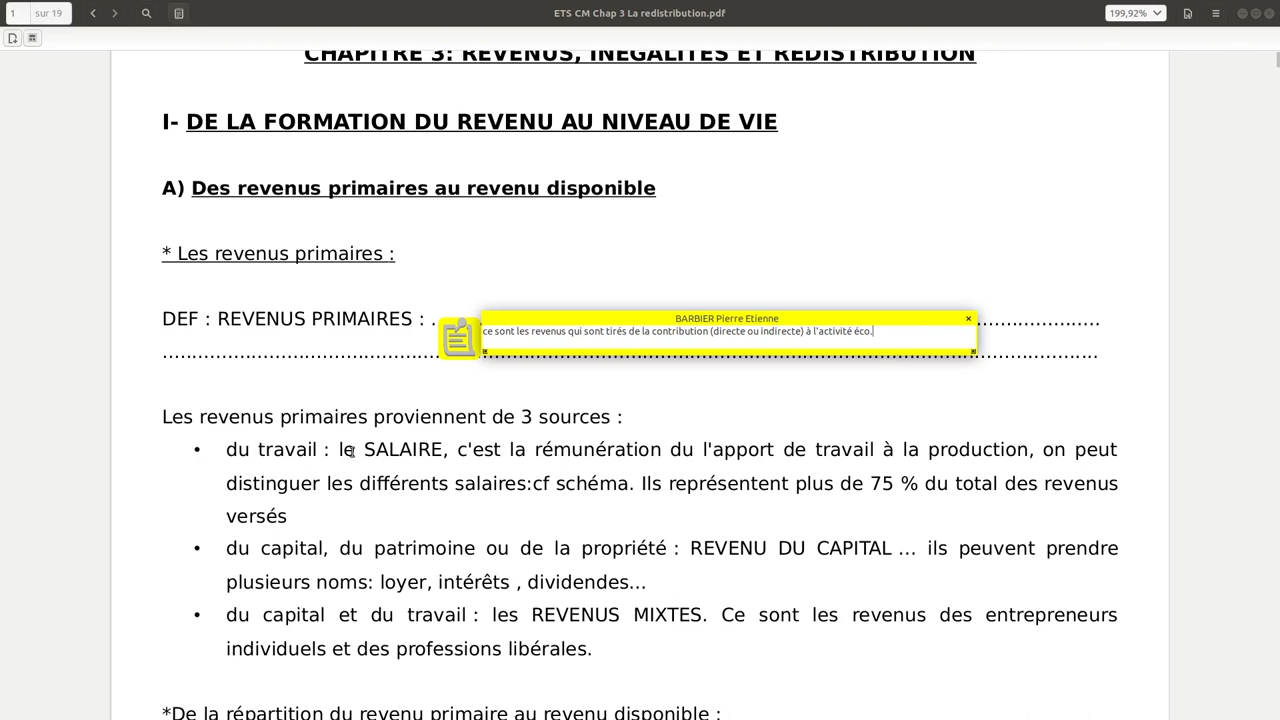 1 sur 19
ETS CM Chap 3 La redistribution.pdf
199,92%
CHAPITRE 3: REVENUS, INEGALITES ET REDISTRIBUTION
I- DE LA FORMATION DU REVENU AU NIVEAU DE VIE
A) Des revenus primaires au revenu disponible
* Les revenus primaires :
DEF : REVENUS PRIMAIRES : .
BARBIER Pierre Etienne
ce sont les revenus qui sont tirés de la contribution (directe ou indirecte) à l'activité éco.
Les revenus primaires proviennent de 3 sources :
• du travail : le SALAIRE, c'est la rémunération du l'apport de travail à la production, on peut
distinguer les différents salaires:cf schéma. Ils représentent plus de 75 % du total des revenus
versés
• du capital, du patrimoine ou de la propriété : REVENU DU CAPITAL ... ils peuvent prendre
plusieurs noms: loyer, intérêts , dividendes...
• du capital et du travail : les REVENUS MIXTES. Ce sont les revenus des entrepreneurs
individuels et des professions libérales.
*De la répartition du revenu primaire au revenu disponible :